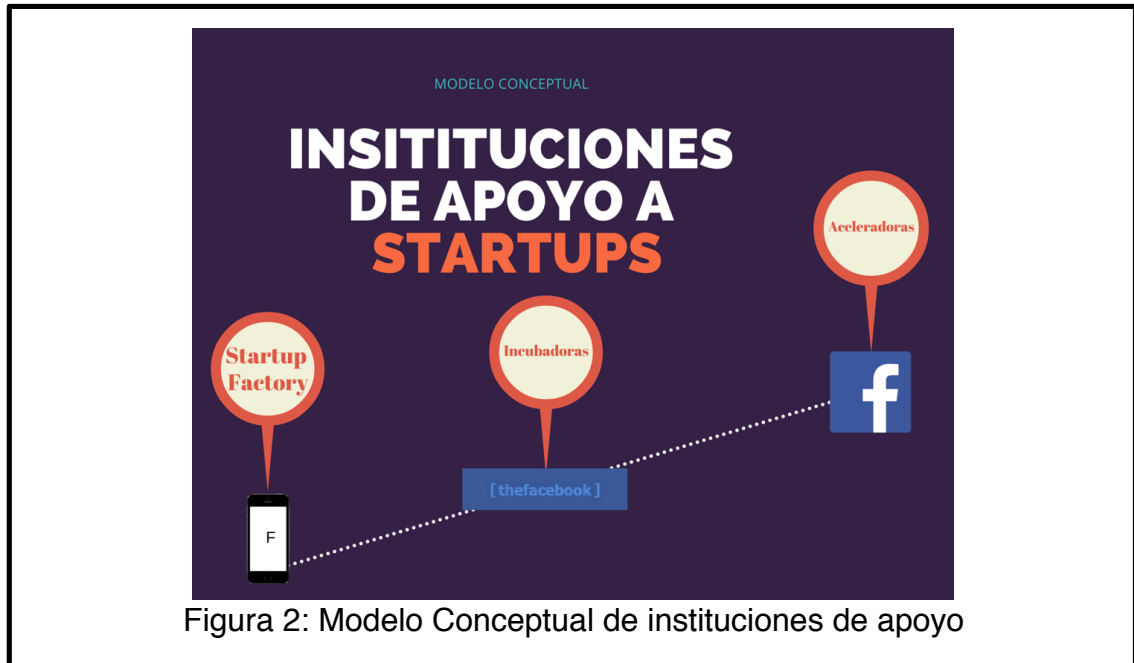 MODELO CONCEPTUAL
INSITITUCIONES
DE APOYO A
STARTUPS
Aceleradoras
Incubadoras
Startup
Factory
f
[thefacebook]
F
Figura 2: Modelo Conceptual de instituciones de apoyo